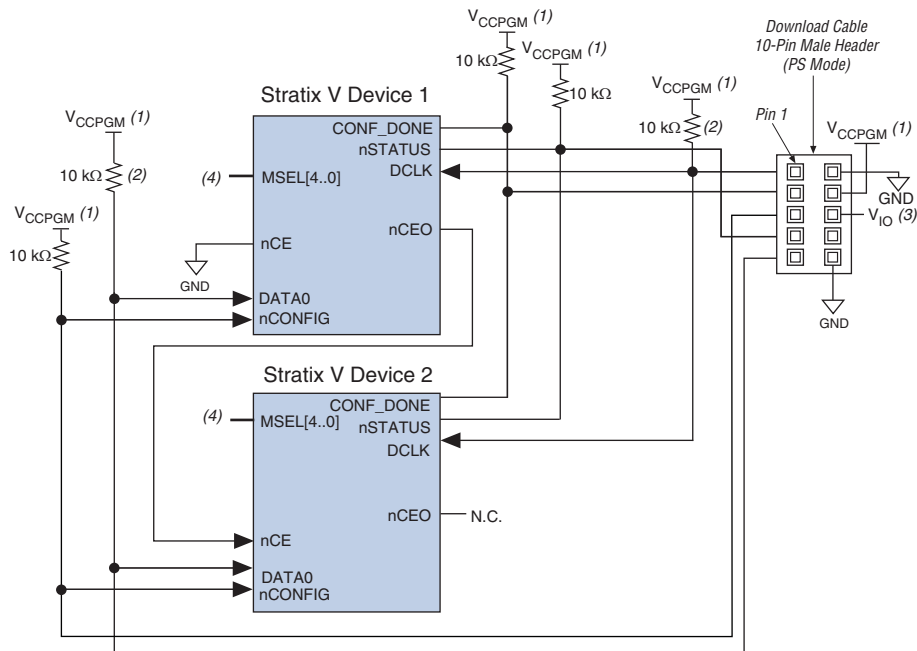 VCCPGM (1)
10 kΩ
VCCPGM (1)
10 kΩ
Download Cable
10-Pin Male Header
(PS Mode)
VCCPGM (1)
10 kΩ (2)
Pin 1
VCCPGM (1)
GND
VIO (3)
GND
VCCPGM (1)
10 kΩ (2)
VCCPGM (1)
10 kΩ
Stratix V Device 1
CONF_DONE
nSTATUS
(4) MSEL[4..0]
DCLK
nCEO
nCE
GND
DATA0
nCONFIG
Stratix V Device 2
CONF_DONE
(4) MSEL[4..0]
nSTATUS
DCLK
nCEO N.C.
nCE
DATA0
nCONFIG